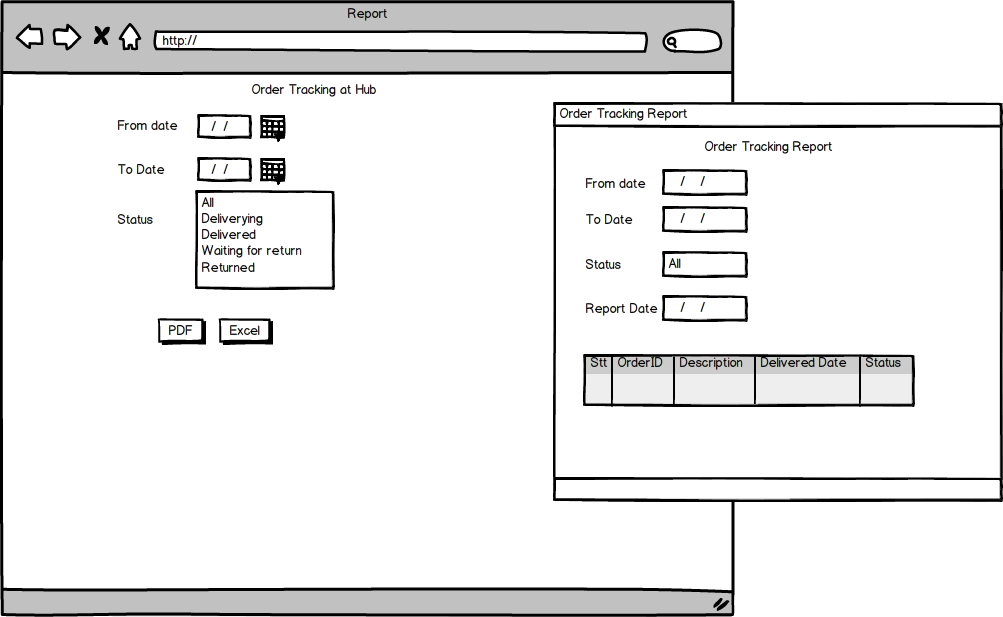 Report
http://
Order Tracking at Hub
From date / /
To Date / /
Status
All
Deliverying
Delivered
Waiting for return
Returned
PDF Excel
Order Tracking Report
Order Tracking Report
From date / /
To Date / /
Status All
Report Date / /
Stt OrderID Description Delivered Date Status